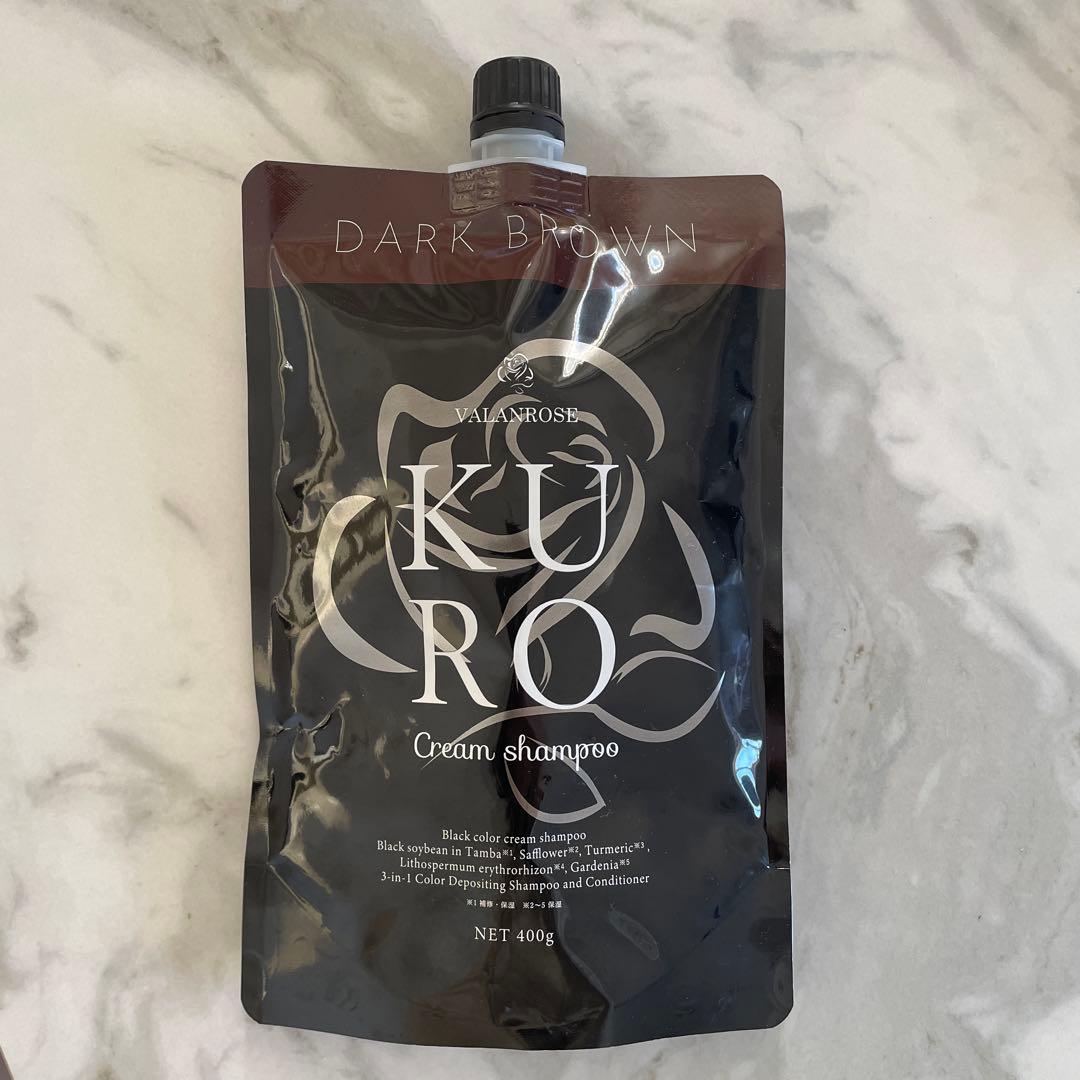 DARK BROWN
VALANROSE
KU
RO
Cream shampoo
Black color cream shampoo
Black soybean in Tamba※1, Safflower※2, Turmeric※3,
Lithospermum erythrorhizon※4, Gardenia※5
3-in-1 Color Depositing Shampoo and Conditioner
※1 補修・保湿 ※2〜5 保湿
NET 400g